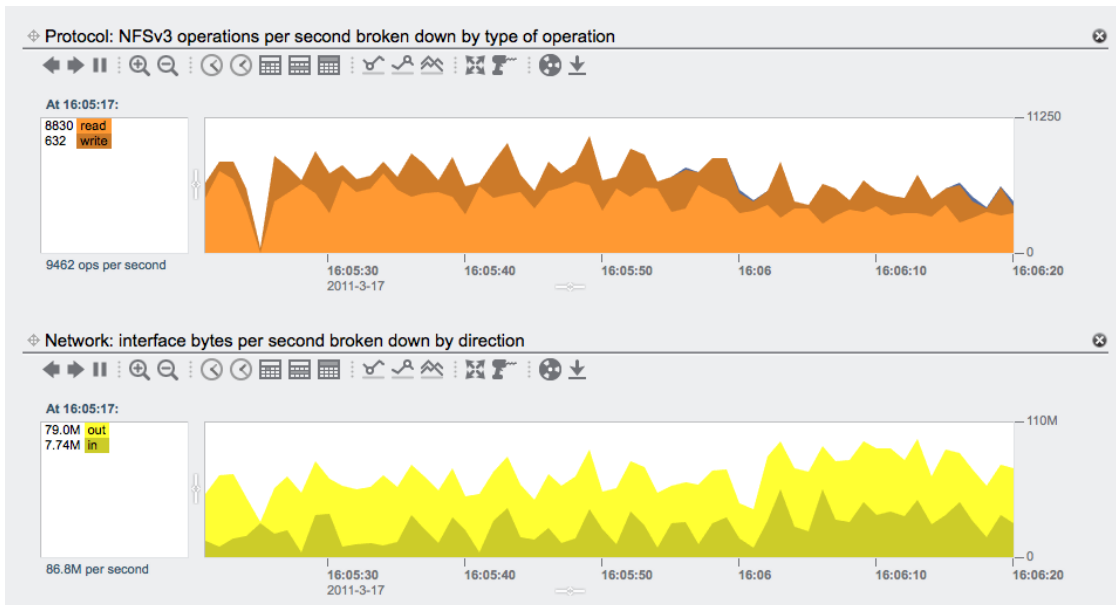 Protocol: NFSv3 operations per second broken down by type of operation
At 16:05:17:
8830 read
632 write
11250
0
9462 ops per second
16:05:30 16:05:40 16:05:50 16:06 16:06:10 16:06:20
2011-3-17
Network: interface bytes per second broken down by direction
At 16:05:17:
79.0M out
7.74M in
110M
0
86.8M per second
16:05:30 16:05:40 16:05:50 16:06 16:06:10 16:06:20
2011-3-17